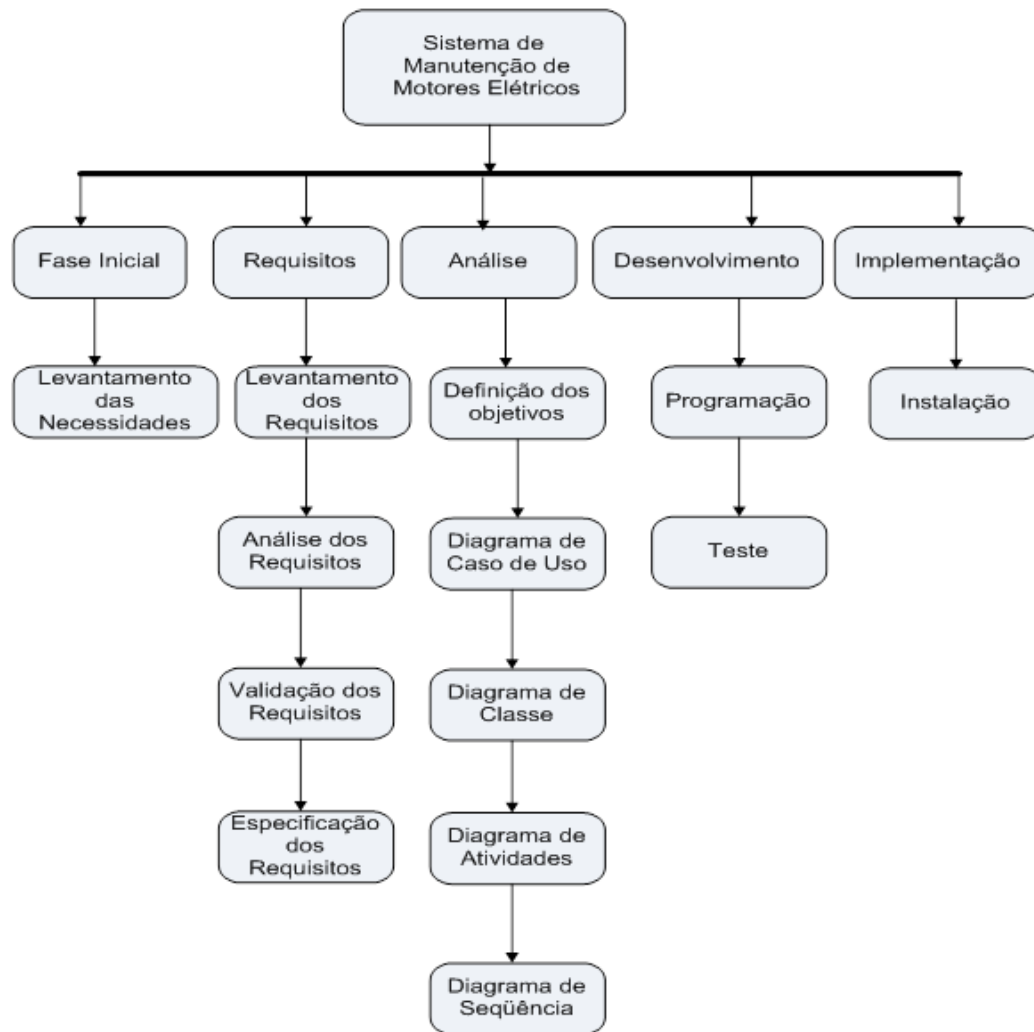 Sistema de
Manutenção de
Motores Elétricos
Fase Inicial
Requisitos
Análise
Desenvolvimento
Implementação
Levantamento
das
Necessidades
Levantamento
dos
Requisitos
Definição dos
objetivos
Programação
Instalação
Análise dos
Requisitos
Diagrama de
Caso de Uso
Teste
Validação dos
Requisitos
Diagrama de
Classe
Especificação
dos
Requisitos
Diagrama de
Atividades
Diagrama de
Seqüência